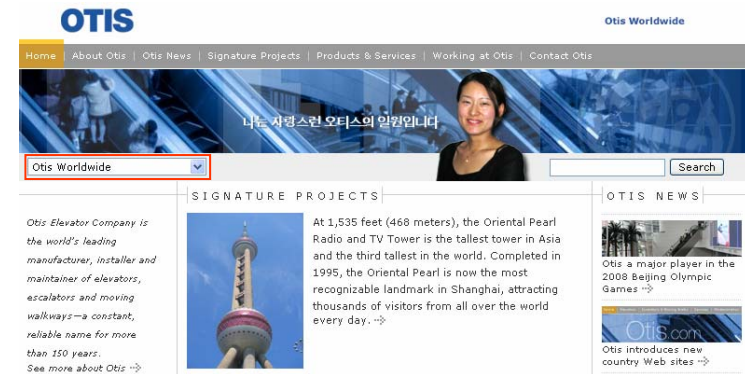 OTIS
Otis Worldwide
Home | About Otis | Otis News | Signature Projects | Products & Services | Working at Otis | Contact Otis
나는 자랑스런 오티스의 일원입니다
Otis Worldwide
Search
SIGNATURE PROJECTS
OTIS NEWS
Otis Elevator Company is
the world's leading
manufacturer, installer and
maintainer of elevators,
escalators and moving
walkways—a constant,
reliable name for more
than 150 years.
See more about Otis
At 1,535 feet (468 meters), the Oriental Pearl
Radio and TV Tower is the tallest tower in Asia
and the third tallest in the world. Completed in
1995, the Oriental Pearl is now the most
recognizable landmark in Shanghai, attracting
thousands of visitors from all over the world
every day.
Otis a major player in the
2008 Beijing Olympic
Games
Otis.com
Otis introduces new
country Web sites